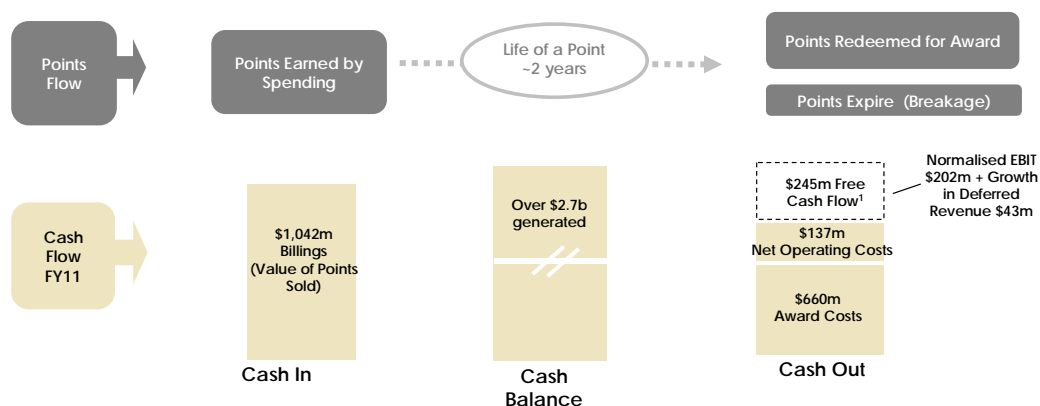 Points
Flow
Points Earned by
Spending
Life of a Point
~2 years
Points Redeemed for Award
Points Expire (Breakage)
Cash
Flow
FY11
$1,042m
Billings
(Value of Points
Sold)
Cash In
Over $2.7b
generated
Cash
Balance
$245m Free
Cash Flow¹
$137m
Net Operating Costs
$660m
Award Costs
Cash Out
Normalised EBIT
$202m + Growth
in Deferred
Revenue $43m